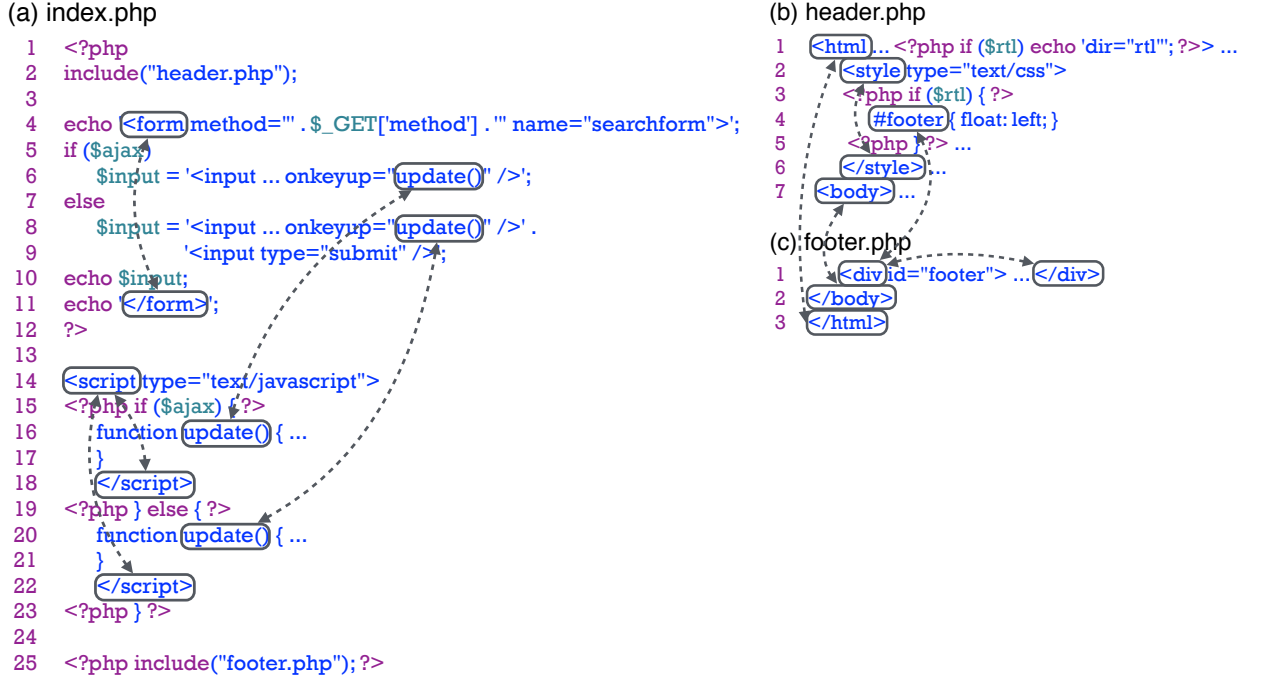 (a) index.php
1 <?php
2 include("header.php");
3
4 echo '<form method="' . $_GET['method'] . '" name="searchform">';
5 if ($ajax)
6 $input = '<input ... onkeyup="update()" />';
7 else
8 $input = '<input ... onkeyup="update()" />' .
9 '<input type="submit" />';
10 echo $input;
11 echo '</form>';
12 ?>
13
14 <script type="text/javascript">
15 <?php if ($ajax) { ?>
16 function update() { ...
17 }
18 </script>
19 <?php } else { ?>
20 function update() { ...
21 }
22 </script>
23 <?php } ?>
24
25 <?php include("footer.php"); ?>
(b) header.php
1 <html ... <?php if ($rtl) echo 'dir="rtl"'; ?>> ...
2 <style type="text/css">
3 <?php if ($rtl) { ?>
4 #footer { float: left; }
5 <?php } ?> ...
6 </style> ...
7 <body> ...
(c) footer.php
1 <div id="footer"> ... </div>
2 </body>
3 </html>